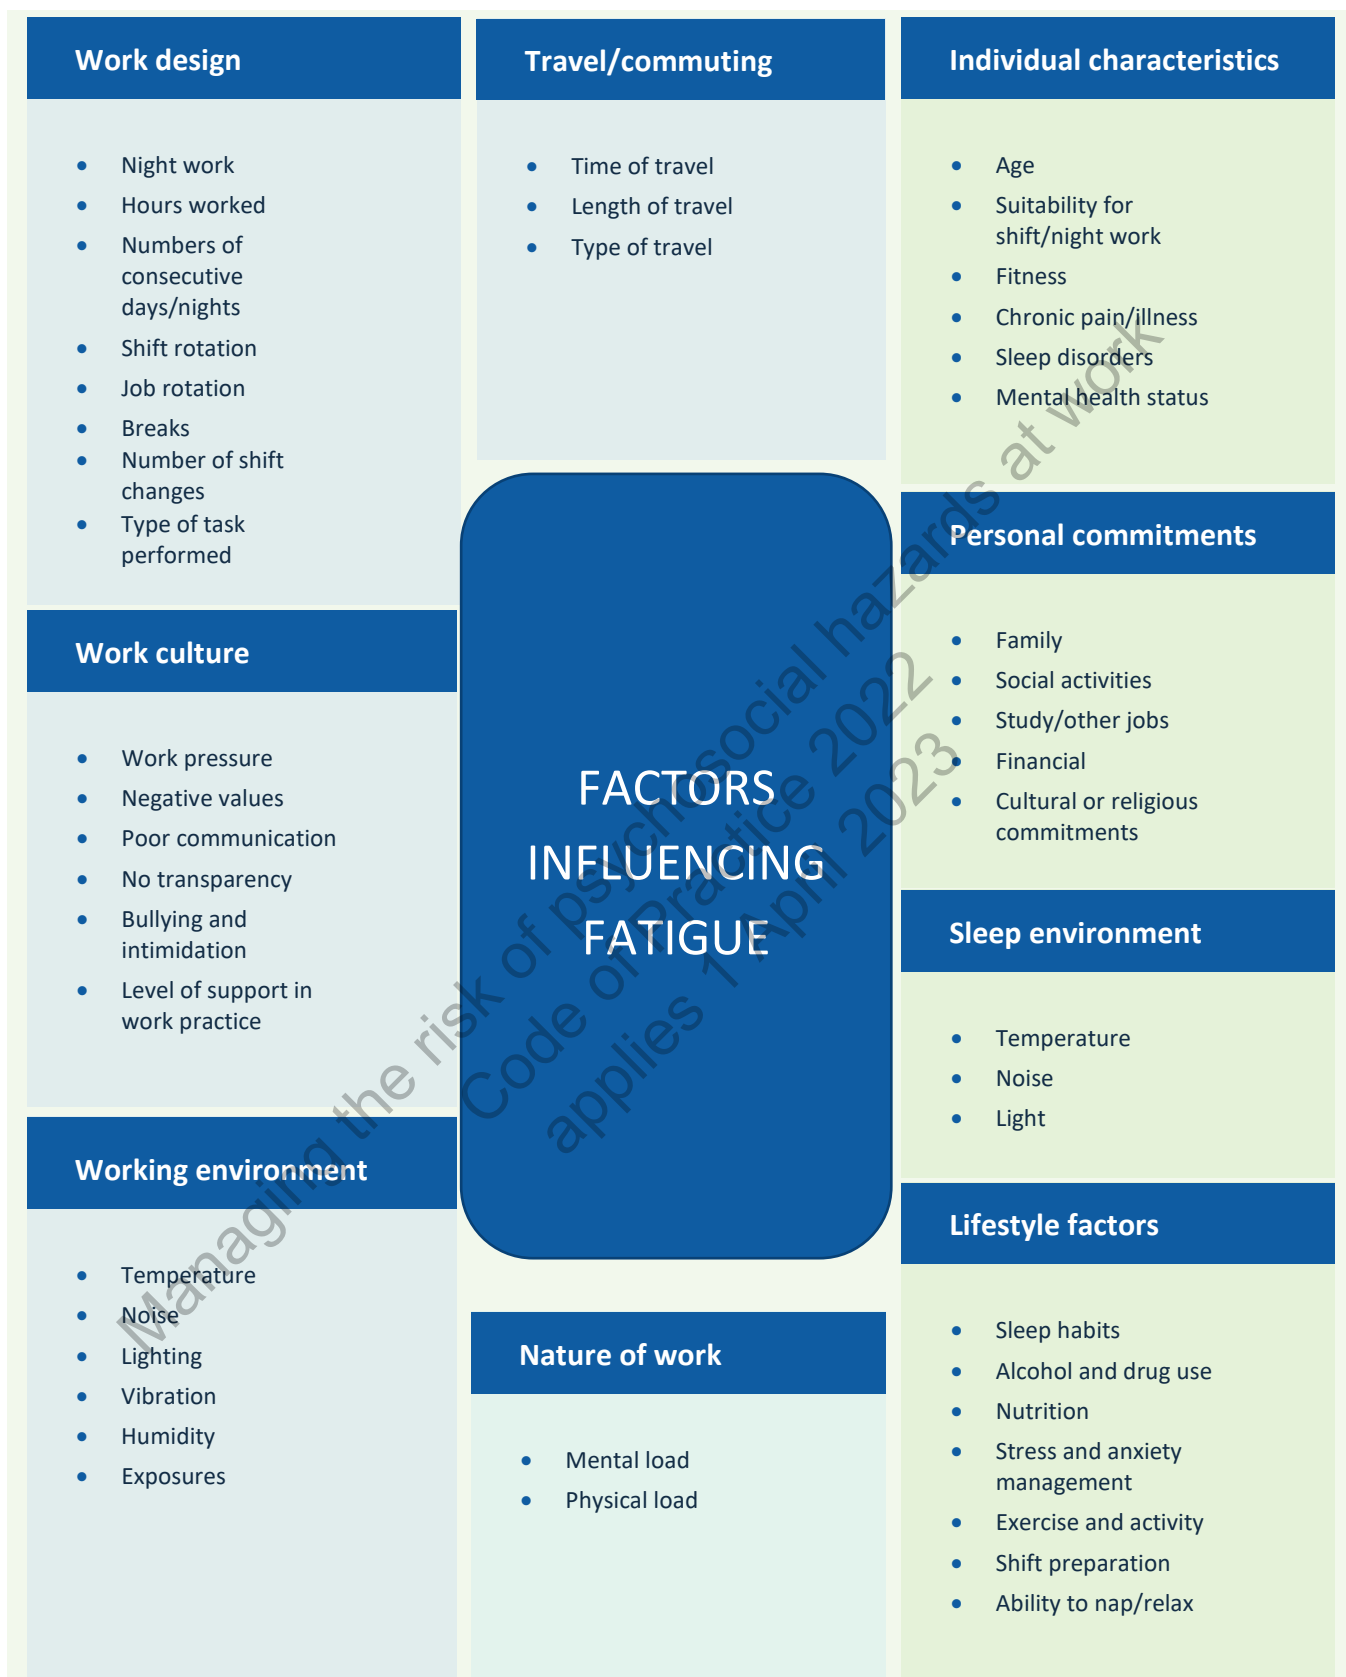 Work design
Night work
Hours worked
Numbers of
consecutive
days/nights
Shift rotation
Job rotation
Breaks
Number of shift
changes
Type of task
performed
Work culture
Work pressure
Negative values
Poor communication
No transparency
Bullying and
intimidation
Level of support in
work practice
Working environment
Temperature
Noise
Lighting
Vibration
Humidity
Exposures
Travel/commuting
Time of travel
Length of travel
Type of travel
FACTORS
INFLUENCING
FATIGUE
Nature of work
Mental load
Physical load
Individual characteristics
Age
Suitability for
shift/night work
Fitness
Chronic pain/illness
Sleep disorders
Mental health status
Personal commitments
Family
Social activities
Study/other jobs
Financial
Cultural or religious
commitments
Sleep environment
Temperature
Noise
Light
Lifestyle factors
Sleep habits
Alcohol and drug use
Nutrition
Stress and anxiety
management
Exercise and activity
Shift preparation
Ability to nap/relax
Managing the risk of psychosocial hazards at work
Code of Practice 2022
applies 1 April 2023